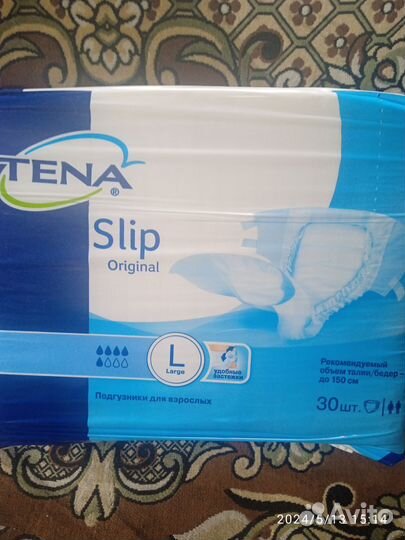 TENA®
Slip
Original
L
Large
удобные
застежки
Рекомендуемый
объем талии/бедер –
до 150 см
Подгузники для взрослых
30 шт.
Avito
2024/5/13 15:14